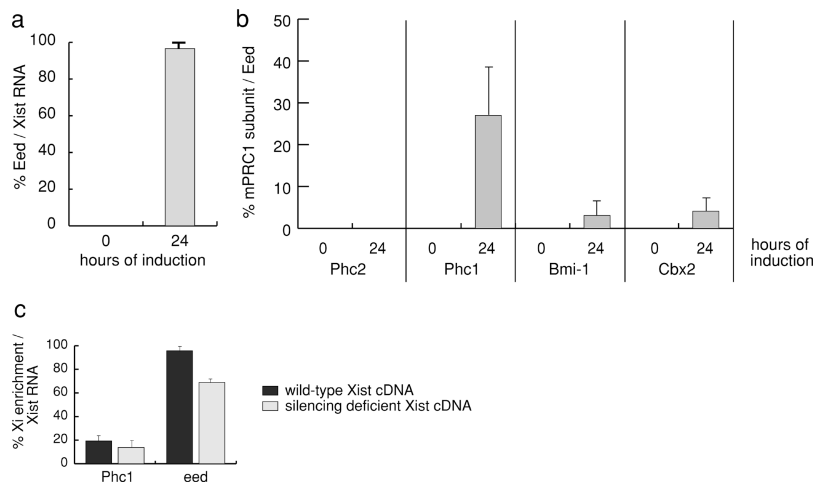 a
% Eed / Xist RNA
100
80
60
40
20
0
0 24
hours of induction
b
% mPRC1 subunit / Eed
50
40
30
20
10
0
0 24 0 24 0 24 0 24
Phc2 Phc1 Bmi-1 Cbx2
hours of
induction
c
% Xi enrichment /
Xist RNA
100
80
60
40
20
0
Phc1 eed
wild-type Xist cDNA
silencing deficient Xist cDNA